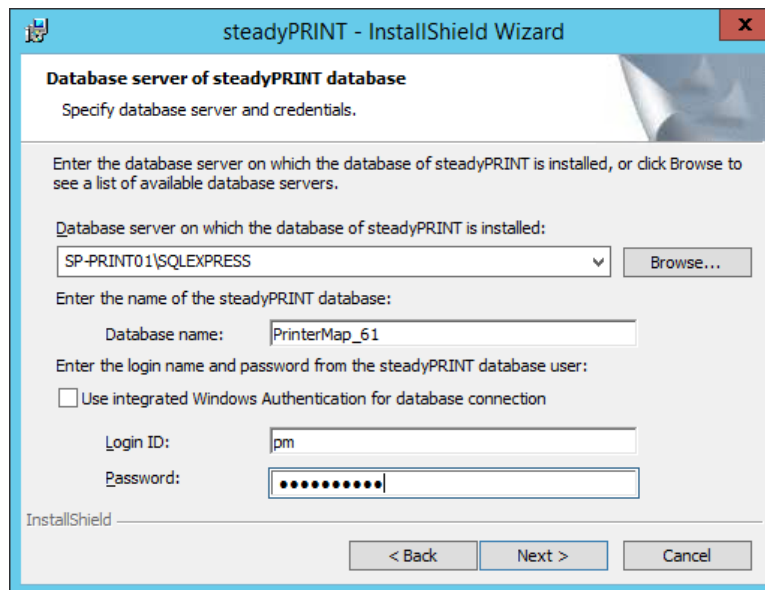 steadyPRINT - InstallShield Wizard
x
Database server of steadyPRINT database
Specify database server and credentials.
Enter the database server on which the database of steadyPRINT is installed, or click Browse to
see a list of available database servers.
Database server on which the database of steadyPRINT is installed:
SP-PRINT01\SQLEXPRESS
Browse...
Enter the name of the steadyPRINT database:
Database name: PrinterMap_61
Enter the login name and password from the steadyPRINT database user:
Use integrated Windows Authentication for database connection
Login ID: pm
Password: ●●●●●●●●●●
InstallShield
< Back Next > Cancel